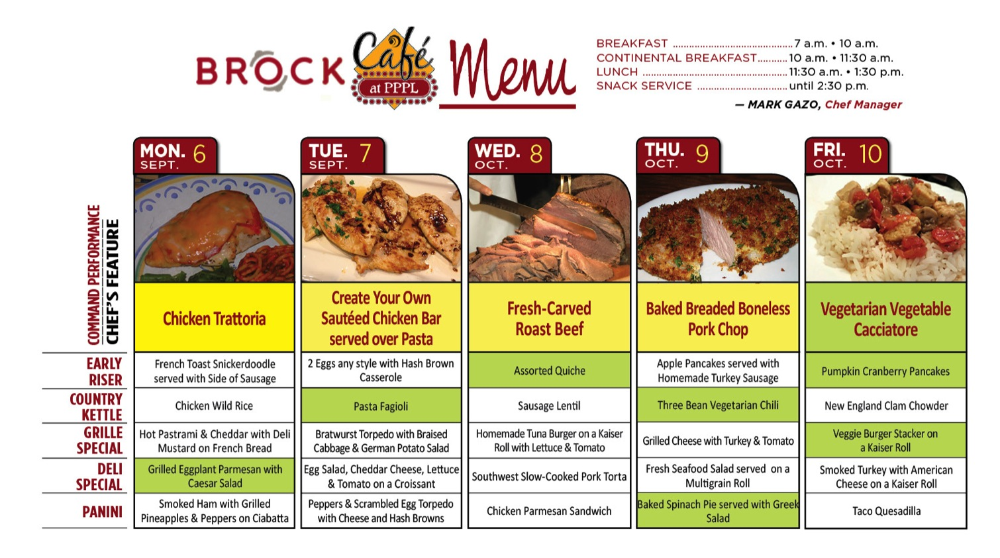 BROCK
Café
at PPPL
Menu
BREAKFAST ............................................. 7 a.m. • 10 a.m.
CONTINENTAL BREAKFAST........... 10 a.m. • 11:30 a.m.
LUNCH ...................................................... 11:30 a.m. • 1:30 p.m.
SNACK SERVICE .................................. until 2:30 p.m.
— MARK GAZO, Chef Manager
MON. 6
SEPT.
TUE. 7
SEPT.
WED. 8
OCT.
THU. 9
OCT.
FRI. 10
OCT.
COMMAND PERFORMANCE
CHEF'S FEATURE
Chicken Trattoria
Create Your Own
Sautéed Chicken Bar
served over Pasta
Fresh-Carved
Roast Beef
Baked Breaded Boneless
Pork Chop
Vegetarian Vegetable
Cacciatore
EARLY
RISER
French Toast Snickerdoodle
served with Side of Sausage
2 Eggs any style with Hash Brown
Casserole
Assorted Quiche
Apple Pancakes served with
Homemade Turkey Sausage
Pumpkin Cranberry Pancakes
COUNTRY
KETTLE
Chicken Wild Rice
Pasta Fagioli
Sausage Lentil
Three Bean Vegetarian Chili
New England Clam Chowder
GRILLE
SPECIAL
Hot Pastrami & Cheddar with Deli
Mustard on French Bread
Bratwurst Torpedo with Braised
Cabbage & German Potato Salad
Homemade Tuna Burger on a Kaiser
Roll with Lettuce & Tomato
Grilled Cheese with Turkey & Tomato
Veggie Burger Stacker on
a Kaiser Roll
DELI
SPECIAL
Grilled Eggplant Parmesan with
Caesar Salad
Egg Salad, Cheddar Cheese, Lettuce
& Tomato on a Croissant
Southwest Slow-Cooked Pork Torta
Fresh Seafood Salad served on a
Multigrain Roll
Smoked Turkey with American
Cheese on a Kaiser Roll
PANINI
Smoked Ham with Grilled
Pineapples & Peppers on Ciabatta
Peppers & Scrambled Egg Torpedo
with Cheese and Hash Browns
Chicken Parmesan Sandwich
Baked Spinach Pie served with Greek
Salad
Taco Quesadilla